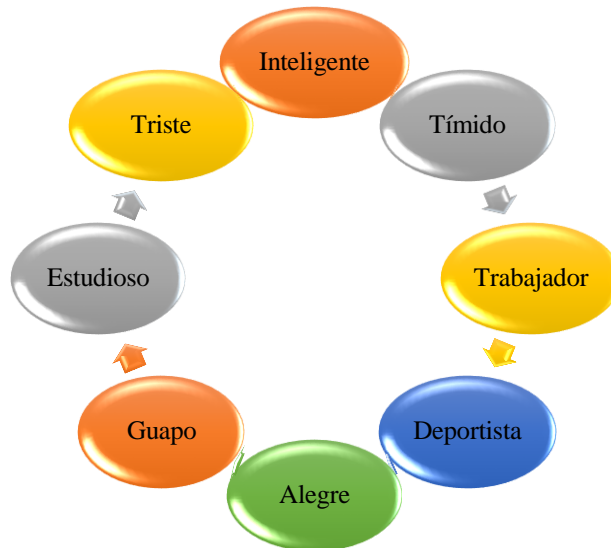 Inteligente
Tímido
Trabajador
Deportista
Alegre
Guapo
Estudioso
Triste